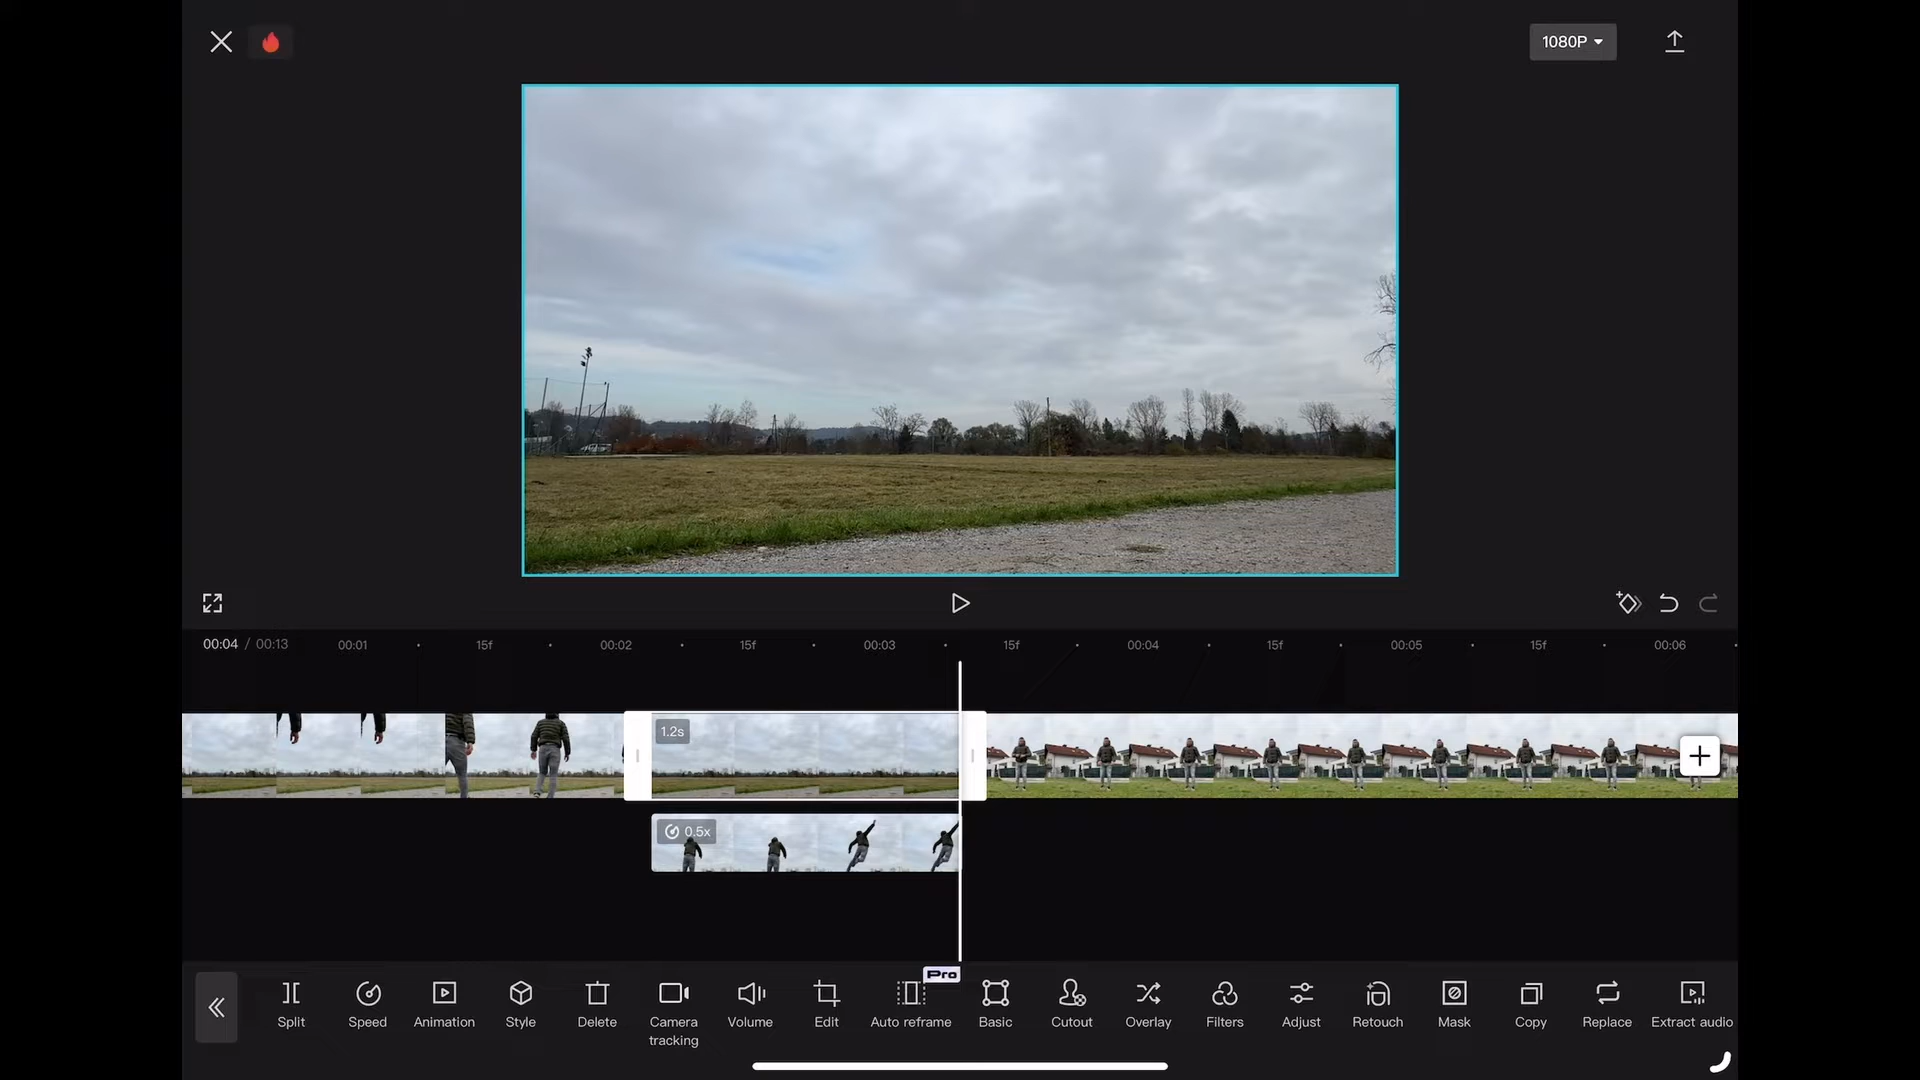 1080P
00:04 / 00:13 00:01 15f 00:02 15f 00:03 15f 00:04 15f 00:05 15f 00:06
1.2s
0.5x
Pro
Split Speed Animation Style Delete Camera tracking Volume Edit Auto reframe Basic Cutout Overlay Filters Adjust Retouch Mask Copy Replace Extract audio